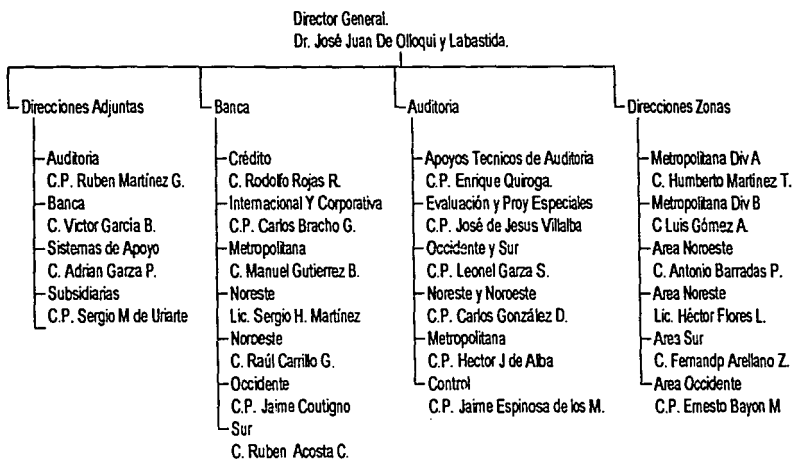 Director General.
Dr. José Juan De Olloqui y Labastida.
Direcciones Adjuntas
Auditoria
C.P. Ruben Martínez G.
Banca
C. Victor García B.
Sistemas de Apoyo
C. Adrian Garza P.
Subsidiarias
C.P. Sergio M de Uriarte
Banca
Crédito
C. Rodolfo Rojas R.
Internacional Y Corporativa
C.P. Carlos Bracho G.
Metropolitana
C. Manuel Gutierrez B.
Noreste
Lic. Sergio H. Martínez
Noroeste
C. Raúl Carrillo G.
Occidente
C.P. Jaime Coutigno
Sur
C. Ruben Acosta C.
Auditoria
Apoyos Tecnicos de Auditoria
C.P. Enrique Quiroga.
Evaluación y Proy Especiales
C.P. José de Jesus Villalba
Occidente y Sur
C.P. Leonel Garza S.
Noreste y Noroeste
C.P. Carlos González D.
Metropolitana
C.P. Hector J de Alba
Control
C.P. Jaime Espinosa de los M.
Direcciones Zonas
Metropolitana Div A
C. Humberto Martinez T.
Metropolitana Div B
C Luis Gómez A.
Area Noroeste
C. Antonio Barradas P.
Area Noreste
Lic. Héctor Flores L.
Area Sur
C. Fernandp Arellano Z.
Area Occidente
C.P. Ernesto Bayon M